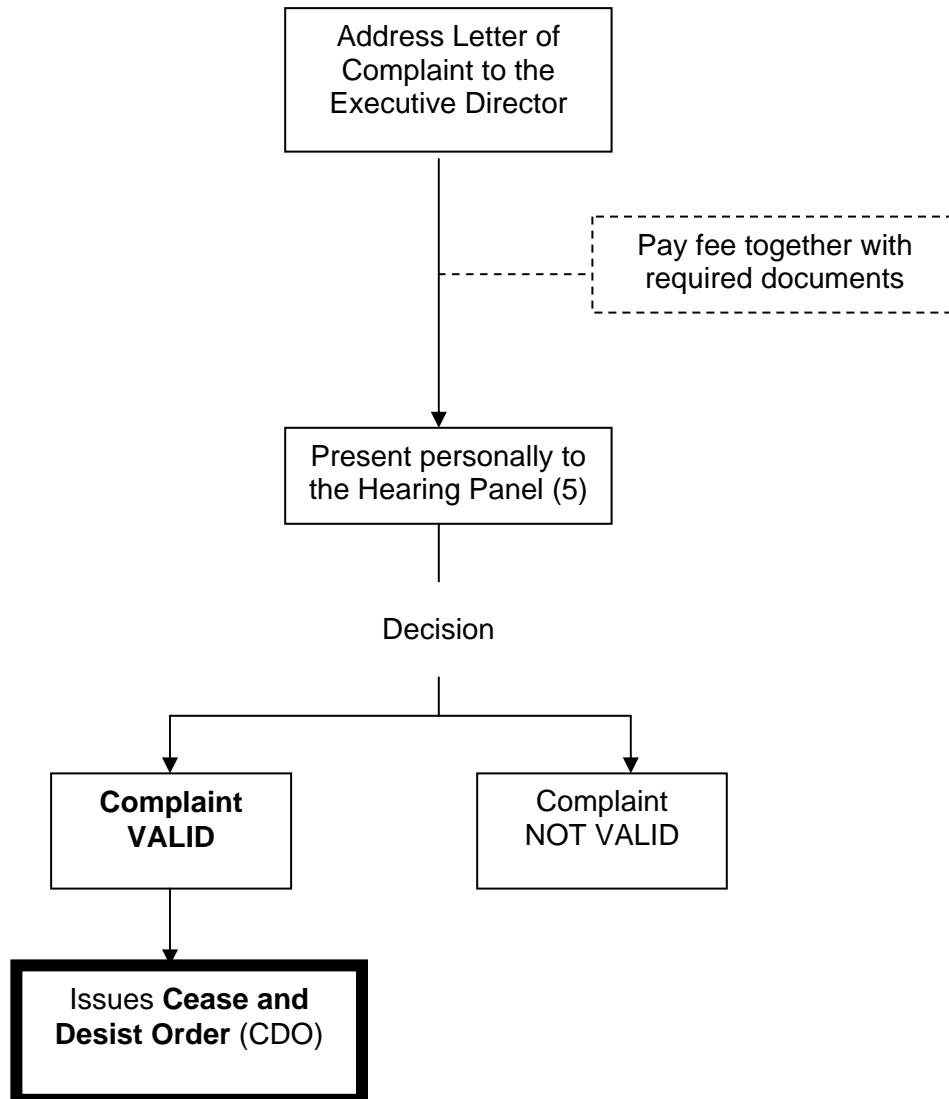 Address Letter of
Complaint to the
Executive Director
Pay fee together with
required documents
Present personally to
the Hearing Panel (5)
Decision
Complaint
VALID
Complaint
NOT VALID
Issues Cease and
Desist Order (CDO)